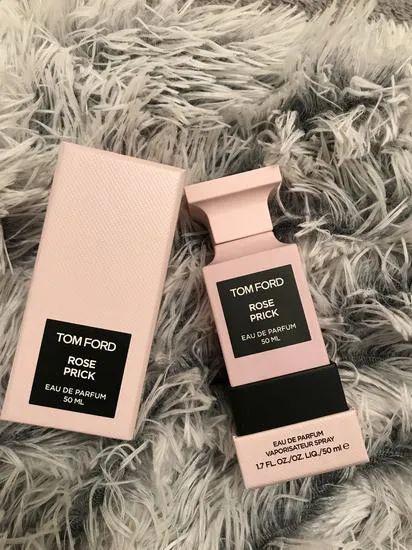 TOM FORD
ROSE
PRICK
EAU DE PARFUM
50 ML
TOM FORD
ROSE
PRICK
EAU DE PARFUM
50 ML
EAU DE PARFUM
VAPORISATEUR SPRAY
1.7 FL. OZ./OZ. LIQ./50 ml ℮